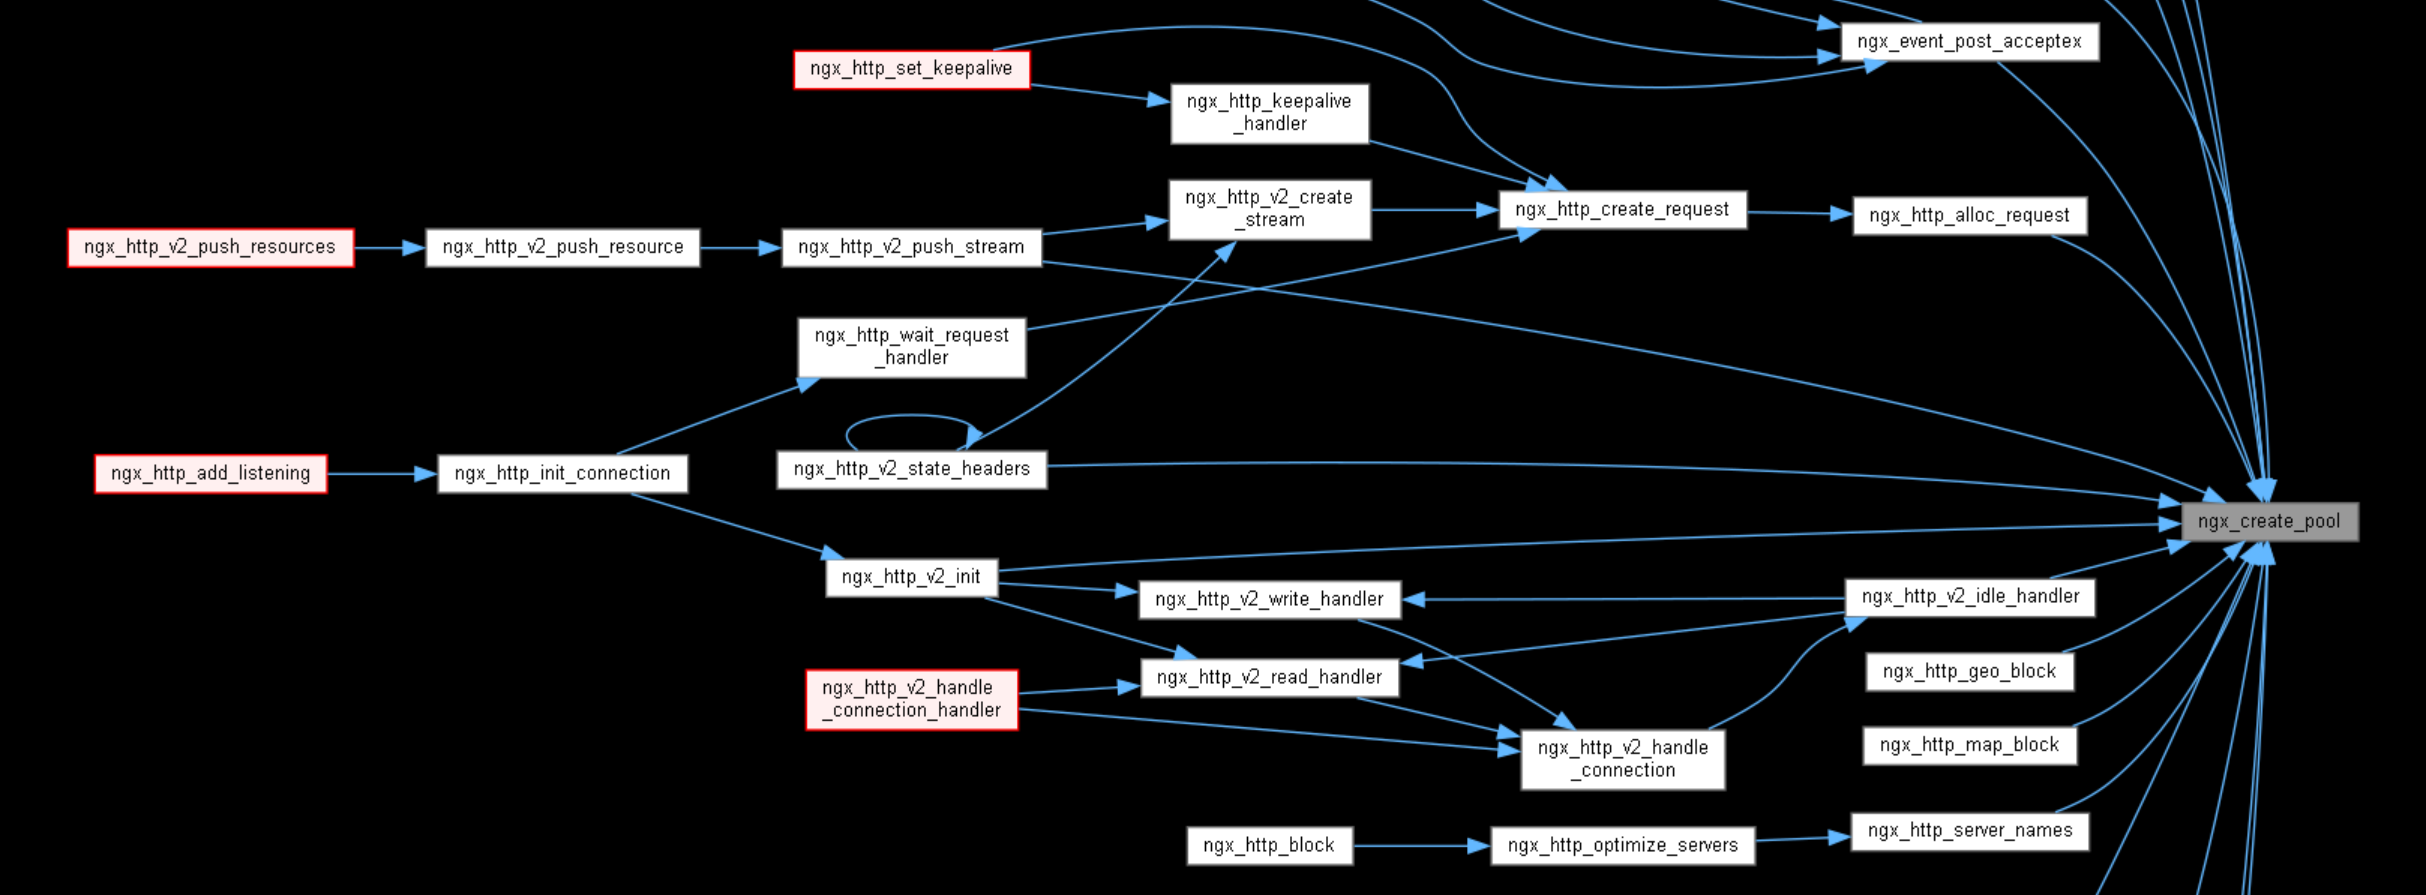 ngx_event_post_acceptex
ngx_http_set_keepalive
ngx_http_keepalive
_handler
ngx_http_v2_create
_stream
ngx_http_create_request
ngx_http_alloc_request
ngx_http_v2_push_resources
ngx_http_v2_push_resource
ngx_http_v2_push_stream
ngx_http_wait_request
_handler
ngx_http_add_listening
ngx_http_init_connection
ngx_http_v2_state_headers
ngx_create_pool
ngx_http_v2_init
ngx_http_v2_write_handler
ngx_http_v2_idle_handler
ngx_http_v2_handle
_connection_handler
ngx_http_v2_read_handler
ngx_http_geo_block
ngx_http_v2_handle
_connection
ngx_http_map_block
ngx_http_block
ngx_http_optimize_servers
ngx_http_server_names